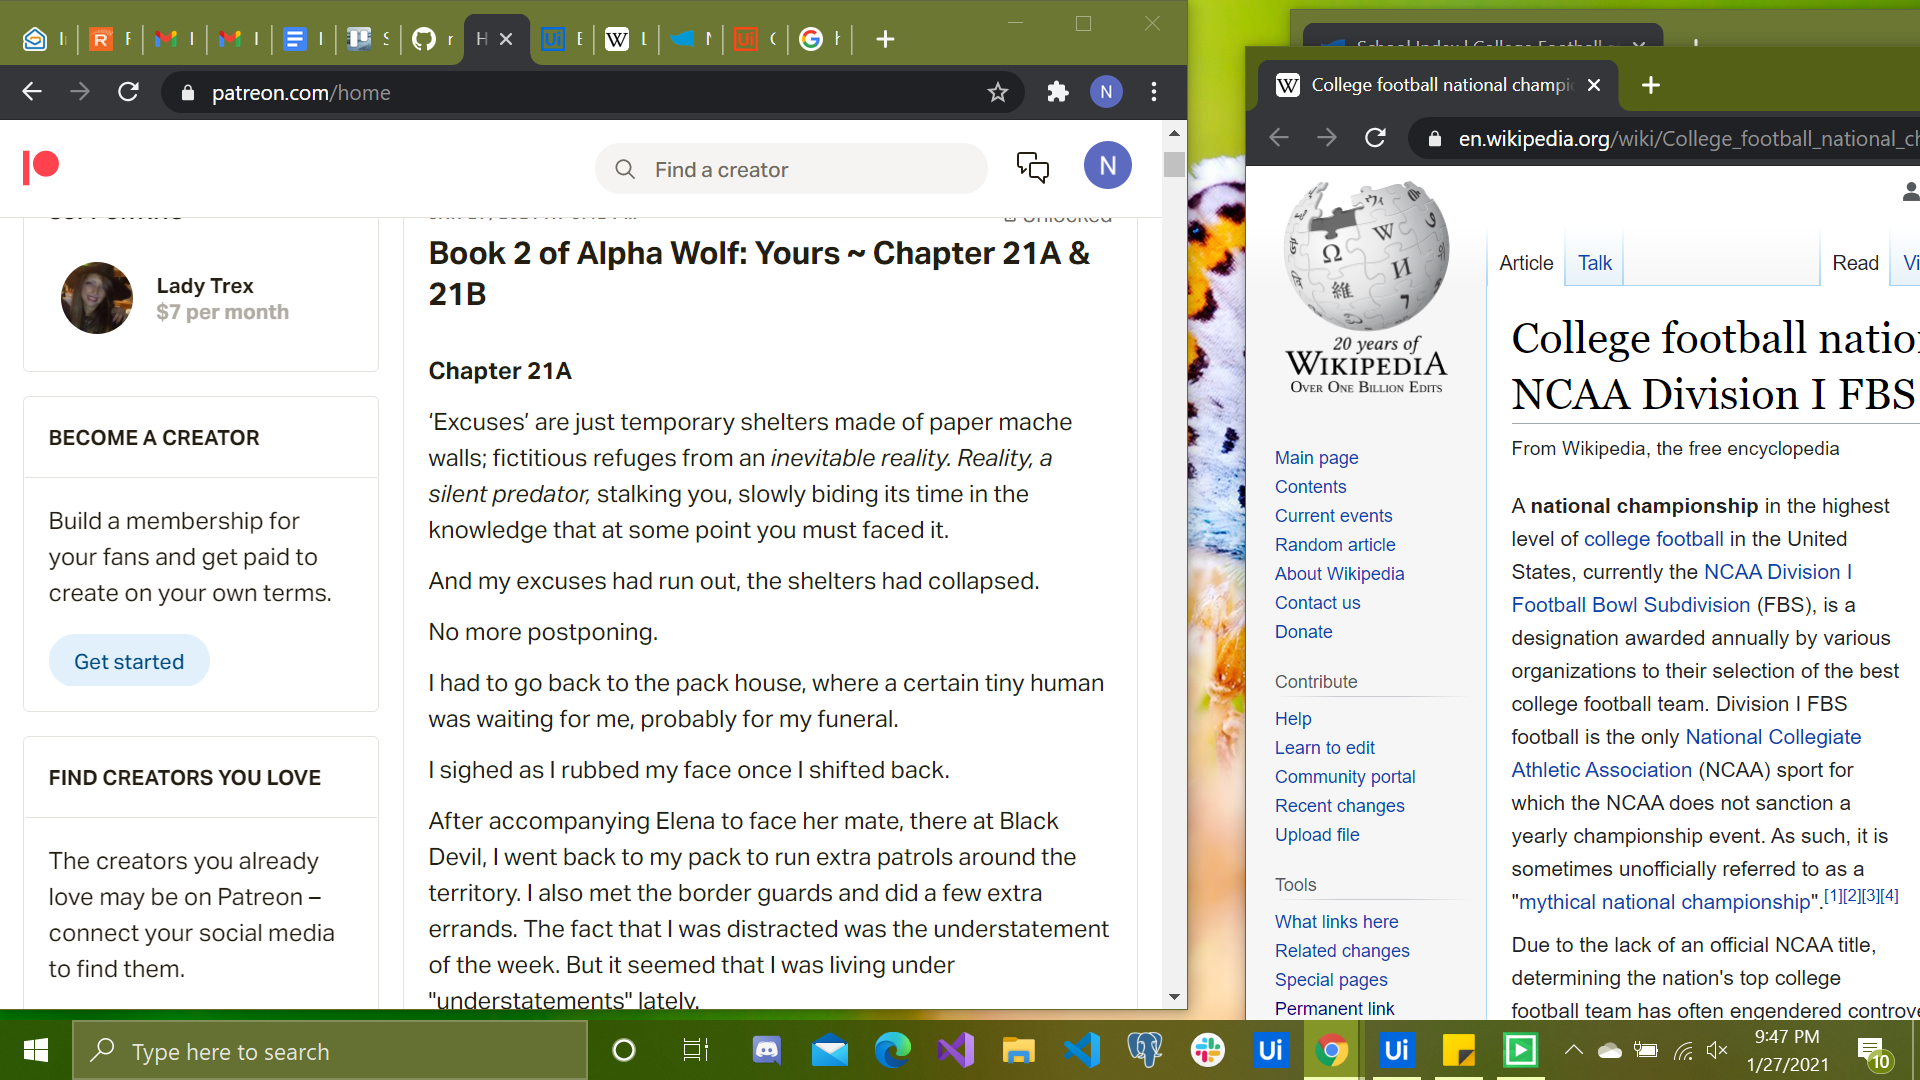 patreon.com/home
N
Find a creator
N
Lady Trex
$7 per month
BECOME A CREATOR
Build a membership for
your fans and get paid to
create on your own terms.
Get started
FIND CREATORS YOU LOVE
The creators you already
love may be on Patreon –
connect your social media
to find them.
Unlocked
Book 2 of Alpha Wolf: Yours ~ Chapter 21A &
21B
Chapter 21A
‘Excuses’ are just temporary shelters made of paper mache
walls; fictitious refuges from an inevitable reality. Reality, a
silent predator, stalking you, slowly biding its time in the
knowledge that at some point you must faced it.
And my excuses had run out, the shelters had collapsed.
No more postponing.
I had to go back to the pack house, where a certain tiny human
was waiting for me, probably for my funeral.
I sighed as I rubbed my face once I shifted back.
After accompanying Elena to face her mate, there at Black
Devil, I went back to my pack to run extra patrols around the
territory. I also met the border guards and did a few extra
errands. The fact that I was distracted was the understatement
of the week. But it seemed that I was living under
"understatements" lately.
School Index | College Football
College football national champi
en.wikipedia.org/wiki/College_football_national_ch
20 years of
WIKIPEDIA
OVER ONE BILLION EDITS
Main page
Contents
Current events
Random article
About Wikipedia
Contact us
Donate
Contribute
Help
Learn to edit
Community portal
Recent changes
Upload file
Tools
What links here
Related changes
Special pages
Permanent link
Article
Talk
Read
Vi
College football natio
NCAA Division I FBS
From Wikipedia, the free encyclopedia
A national championship in the highest
level of college football in the United
States, currently the NCAA Division I
Football Bowl Subdivision (FBS), is a
designation awarded annually by various
organizations to their selection of the best
college football team. Division I FBS
football is the only National Collegiate
Athletic Association (NCAA) sport for
which the NCAA does not sanction a
yearly championship event. As such, it is
sometimes unofficially referred to as a
"mythical national championship".[1][2][3][4]
Due to the lack of an official NCAA title,
determining the nation's top college
football team has often engendered controve
Type here to search
Ui
Ui
9:47 PM
1/27/2021
10